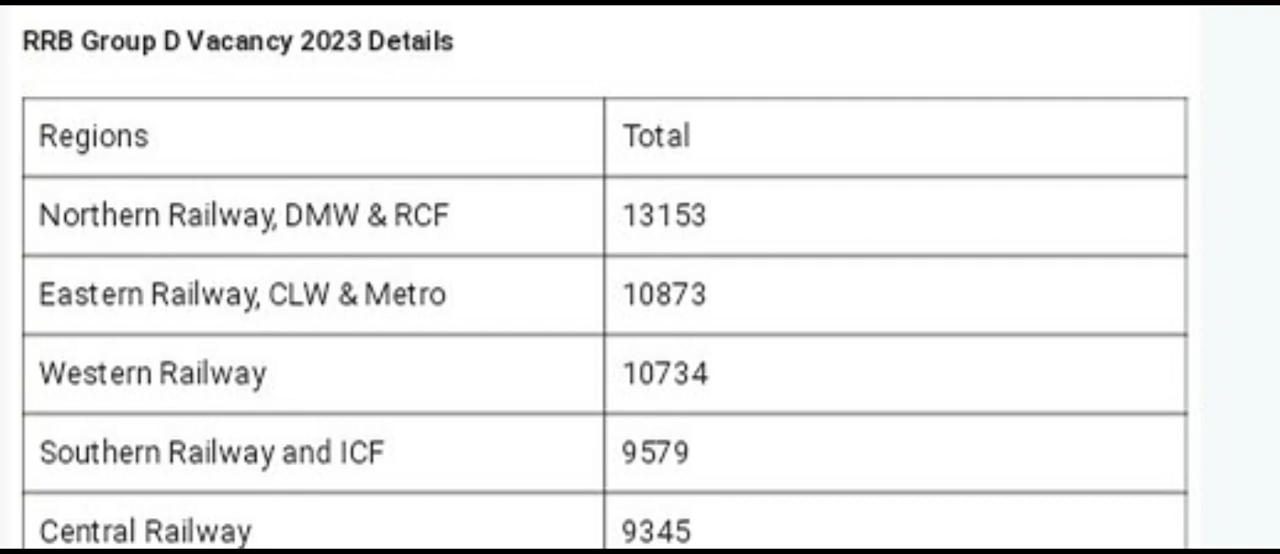 RRB Group D Vacancy 2023 Details
Regions Total
Northern Railway, DMW & RCF 13153
Eastern Railway, CLW & Metro 10873
Western Railway 10734
Southern Railway and ICF 9579
Central Railway 9345